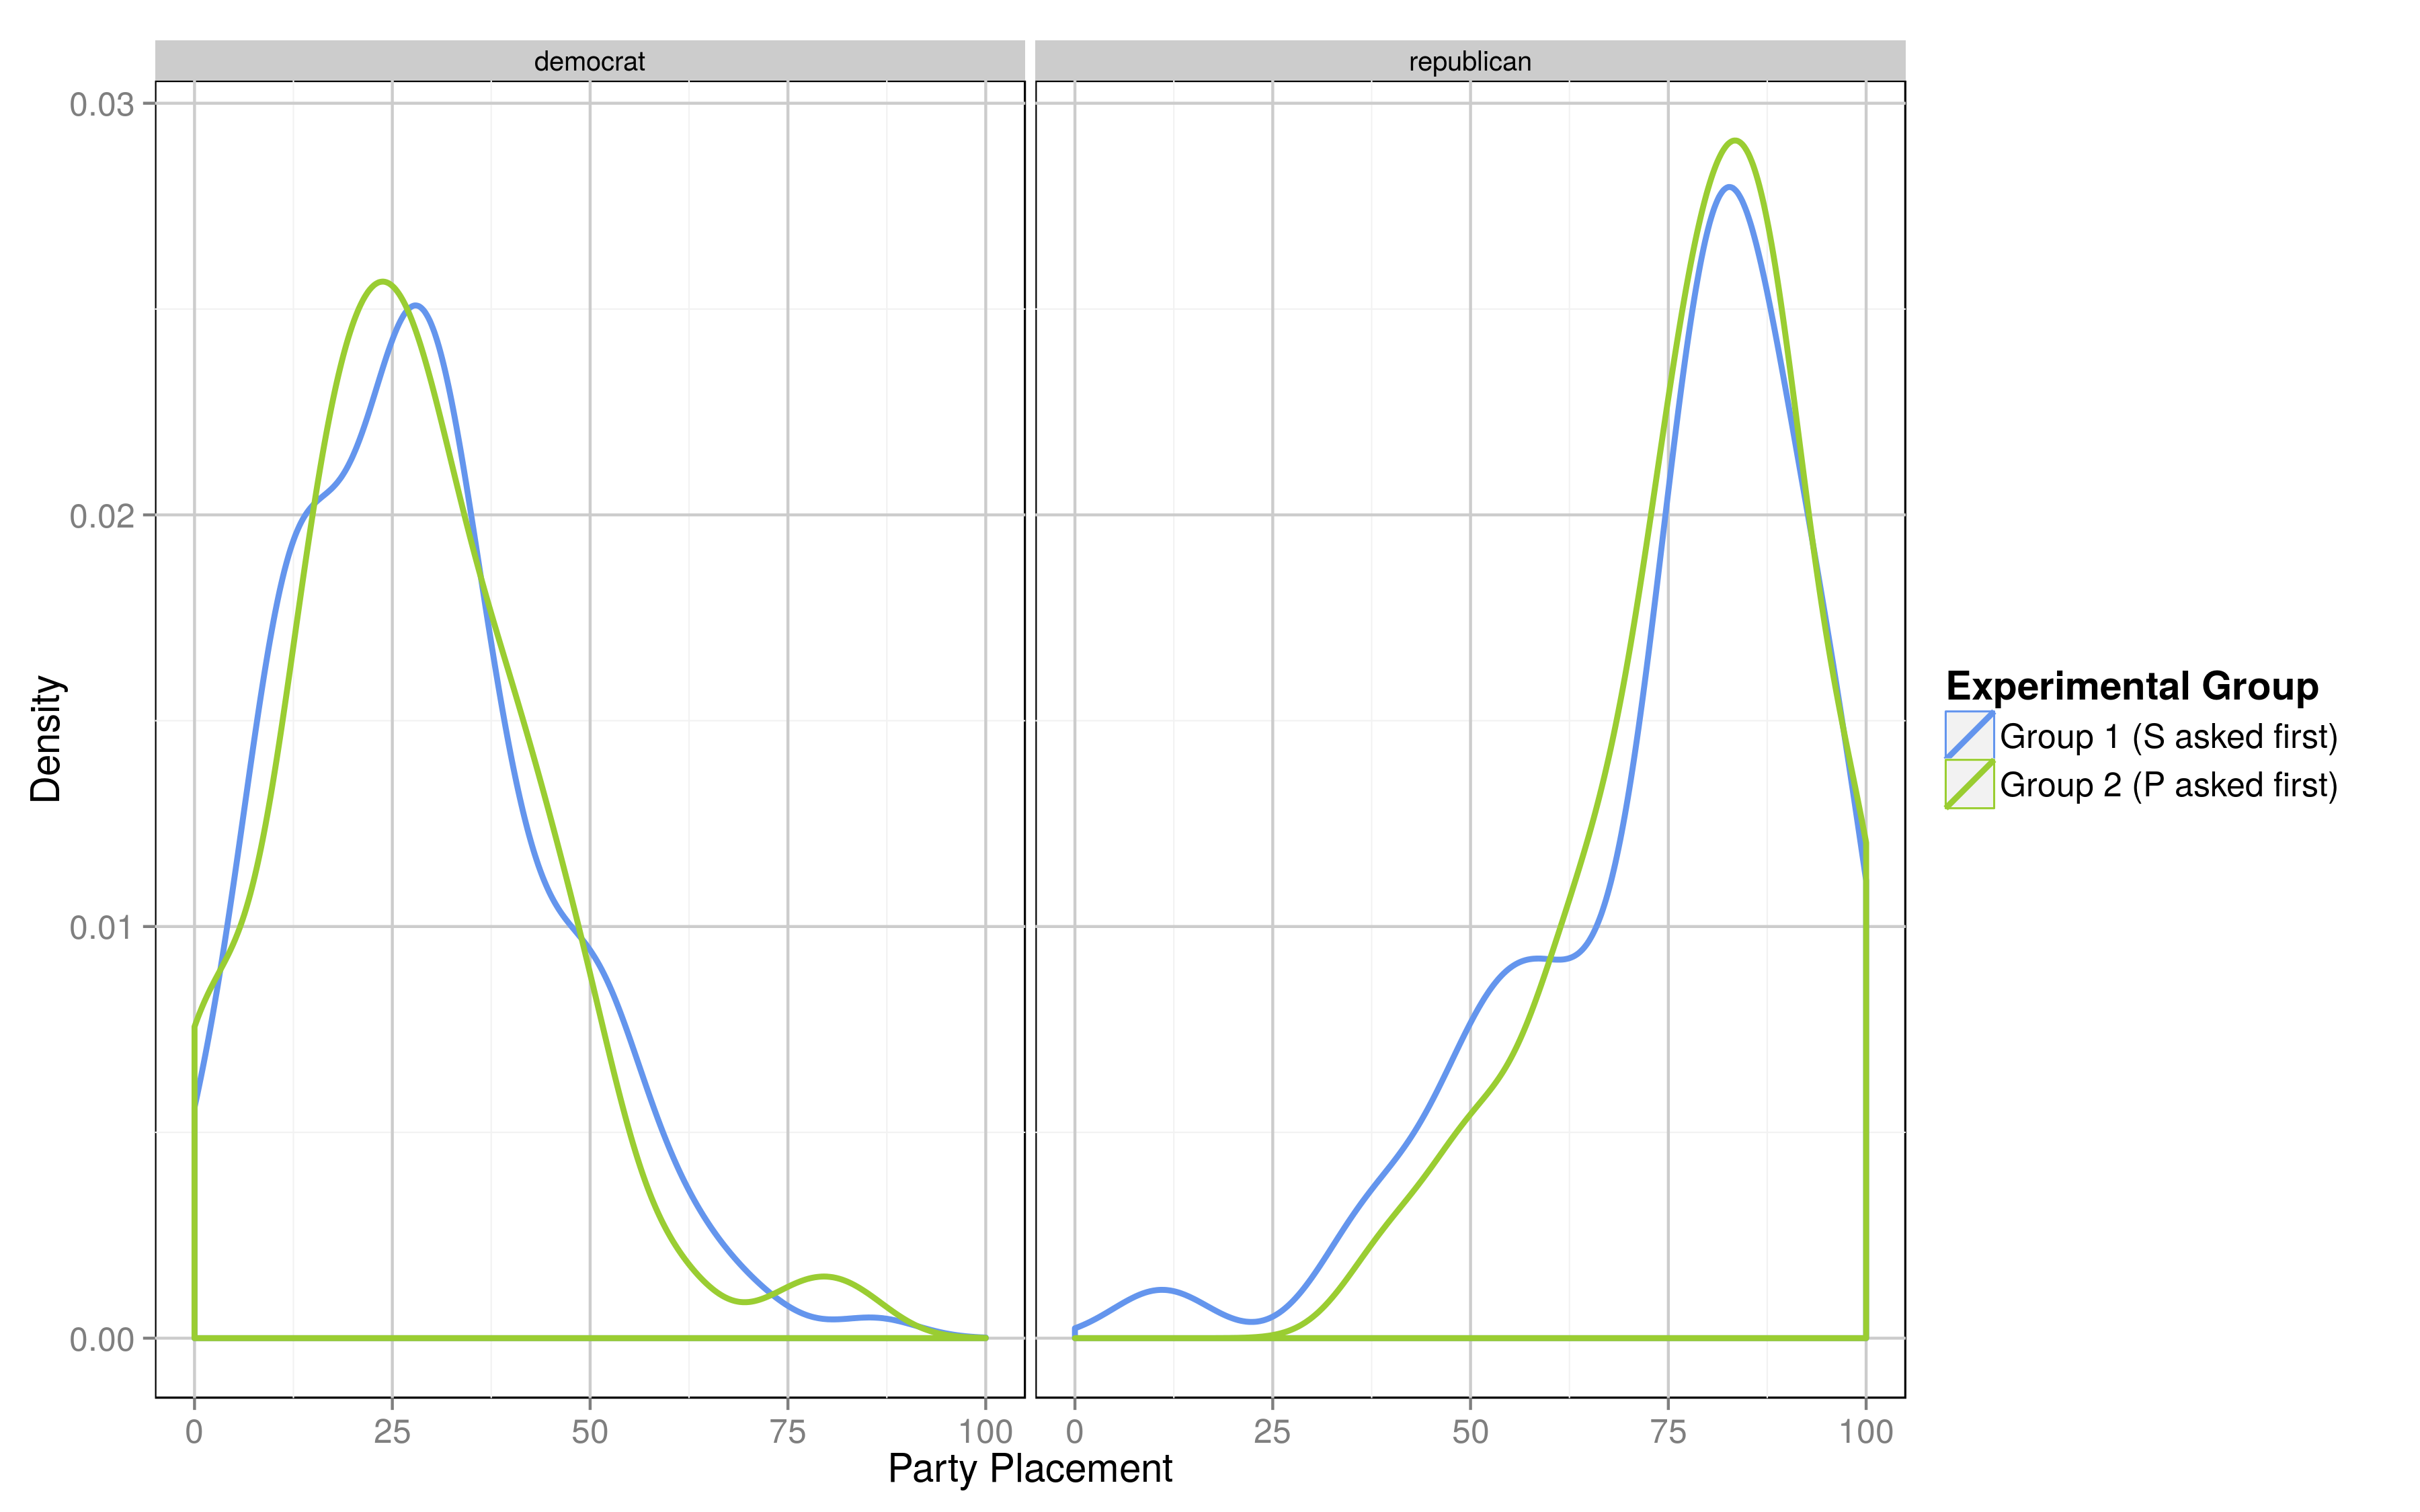 democrat
republican
0.03
0.02
0.01
0.00
Density
0 25 50 75 100
0 25 50 75 100
Party Placement
Experimental Group
Group 1 (S asked first)
Group 2 (P asked first)